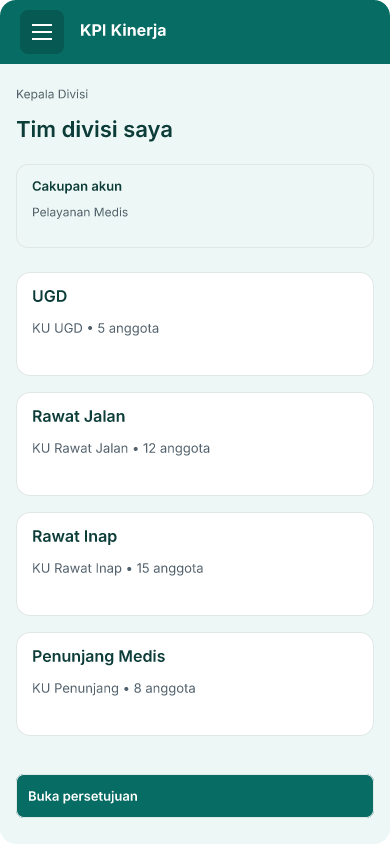 KPI Kinerja
Kepala Divisi
Tim divisi saya
Cakupan akun
Pelayanan Medis
UGD
KU UGD • 5 anggota
Rawat Jalan
KU Rawat Jalan • 12 anggota
Rawat Inap
KU Rawat Inap • 15 anggota
Penunjang Medis
KU Penunjang • 8 anggota
Buka persetujuan